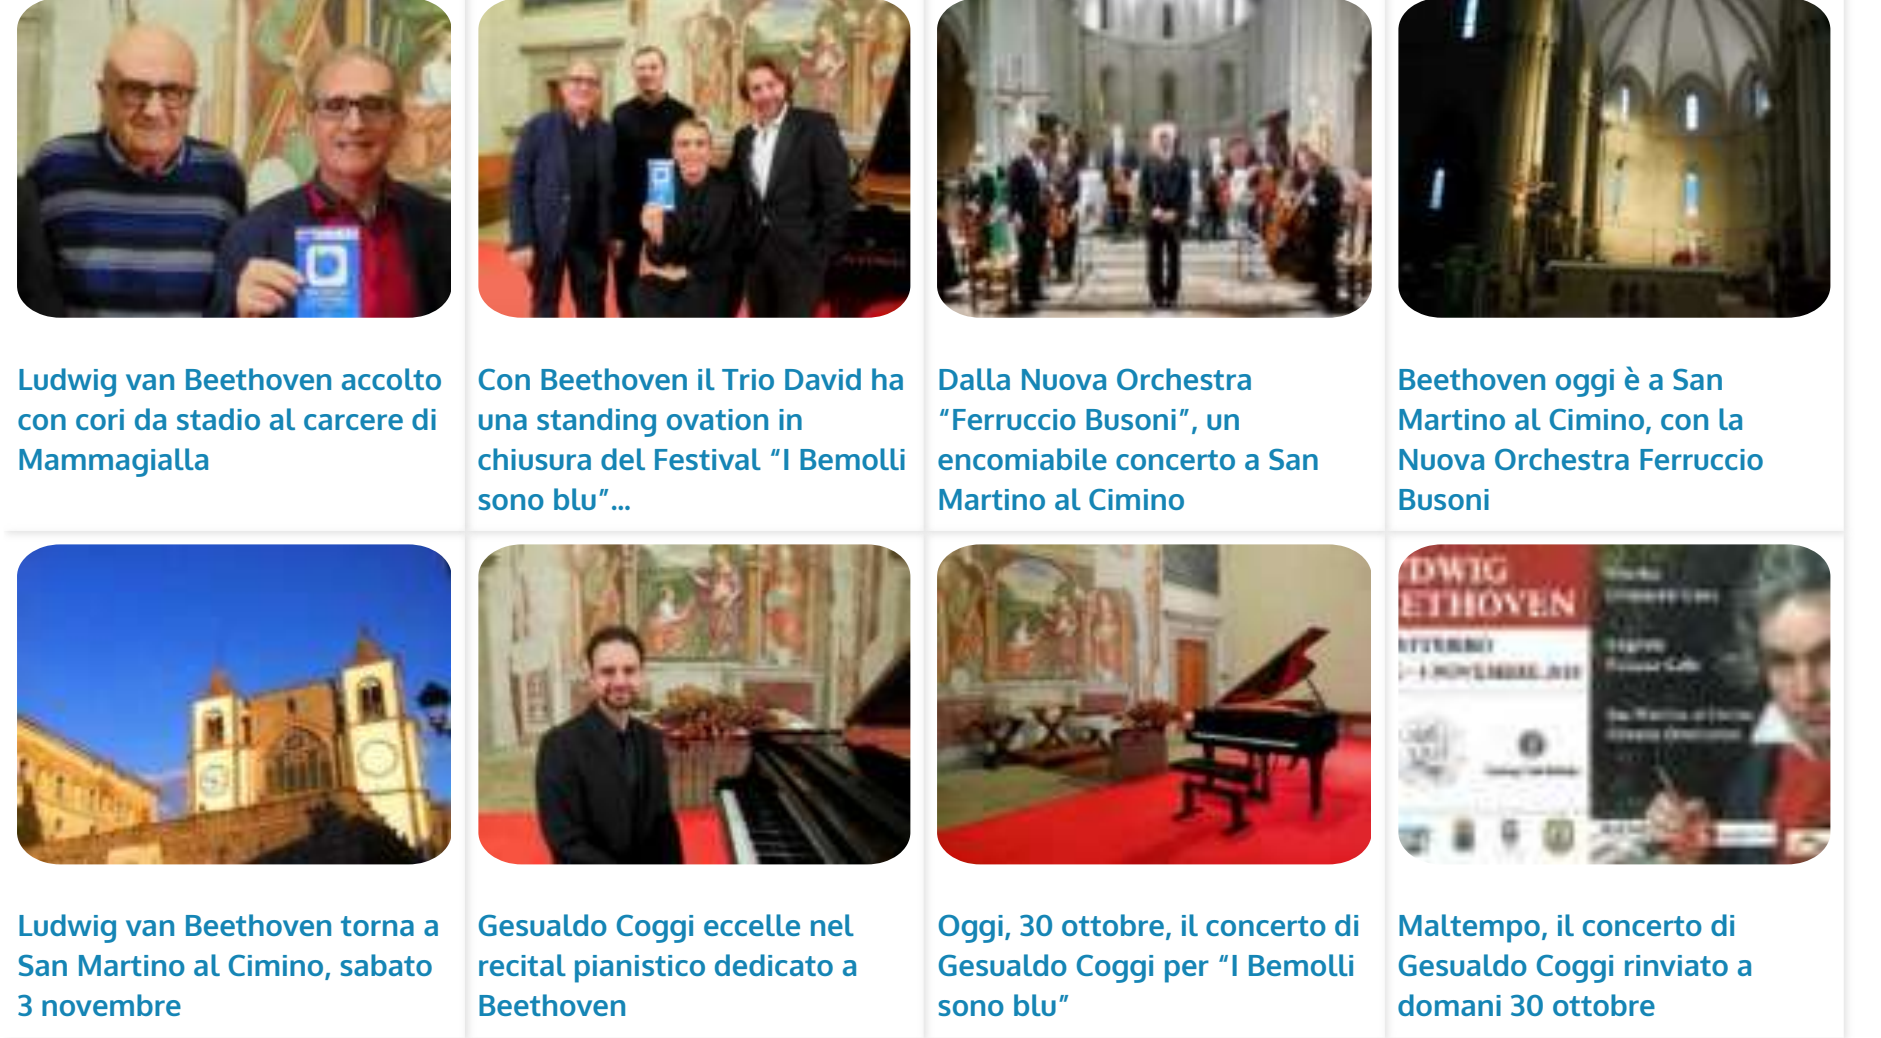 Ludwig van Beethoven accolto
con cori da stadio al carcere di
Mammagialla
Con Beethoven il Trio David ha
una standing ovation in
chiusura del Festival “I Bemolli
sono blu”...
Dalla Nuova Orchestra
“Ferruccio Busoni”, un
encomiabile concerto a San
Martino al Cimino
Beethoven oggi è a San
Martino al Cimino, con la
Nuova Orchestra Ferruccio
Busoni
DWIG
ETHOVEN
Ludwig van Beethoven torna a
San Martino al Cimino, sabato
3 novembre
Gesualdo Coggi eccelle nel
recital pianistico dedicato a
Beethoven
Oggi, 30 ottobre, il concerto di
Gesualdo Coggi per “I Bemolli
sono blu”
Maltempo, il concerto di
Gesualdo Coggi rinviato a
domani 30 ottobre